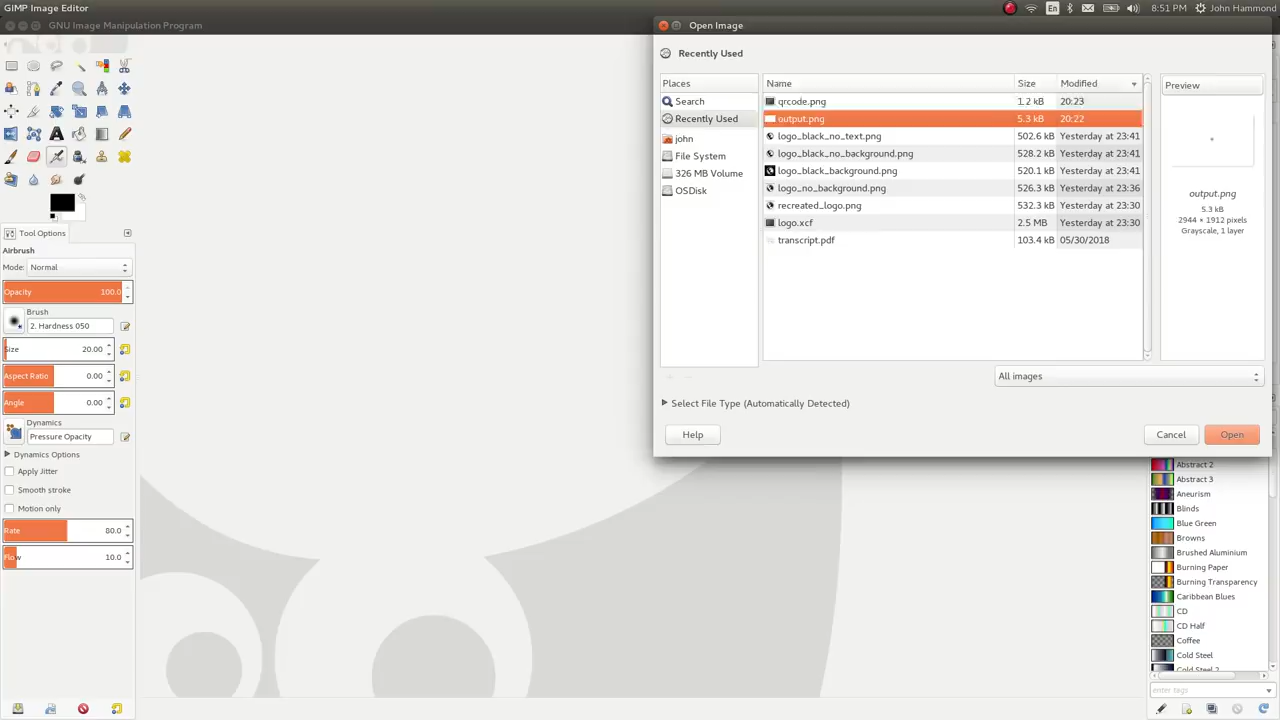 GIMP Image Editor
En
8:51 PM
John Hammond
GNU Image Manipulation Program
Open Image
Recently Used
Places
Name
Size
Modified
Preview
Search
qrcode.png
1.2 kB
20:23
Recently Used
output.png
5.3 kB
20:22
john
logo_black_no_text.png
502.6 kB
Yesterday at 23:41
File System
logo_black_no_background.png
528.2 kB
Yesterday at 23:41
326 MB Volume
logo_black_background.png
520.1 kB
Yesterday at 23:41
OSDisk
logo_no_background.png
526.3 kB
Yesterday at 23:36
recreated_logo.png
532.3 kB
Yesterday at 23:30
logo.xcf
2.5 MB
Yesterday at 23:30
transcript.pdf
103.4 kB
05/30/2018
output.png
5.3 kB
2944 × 1912 pixels
Grayscale, 1 layer
All images
Select File Type (Automatically Detected)
Help
Cancel
Open
Tool Options
Airbrush
Mode: Normal
Opacity 100.0
Brush
2. Hardness 050
Size 20.00
Aspect Ratio 0.00
Angle 0.00
Dynamics
Pressure Opacity
Dynamics Options
Apply Jitter
Smooth stroke
Motion only
Rate 80.0
Flow 10.0
Abstract 2
Abstract 3
Aneurism
Blinds
Blue Green
Browns
Brushed Aluminium
Burning Paper
Burning Transparency
Caribbean Blues
CD
CD Half
Coffee
Cold Steel
Cold Steel 2
enter tags